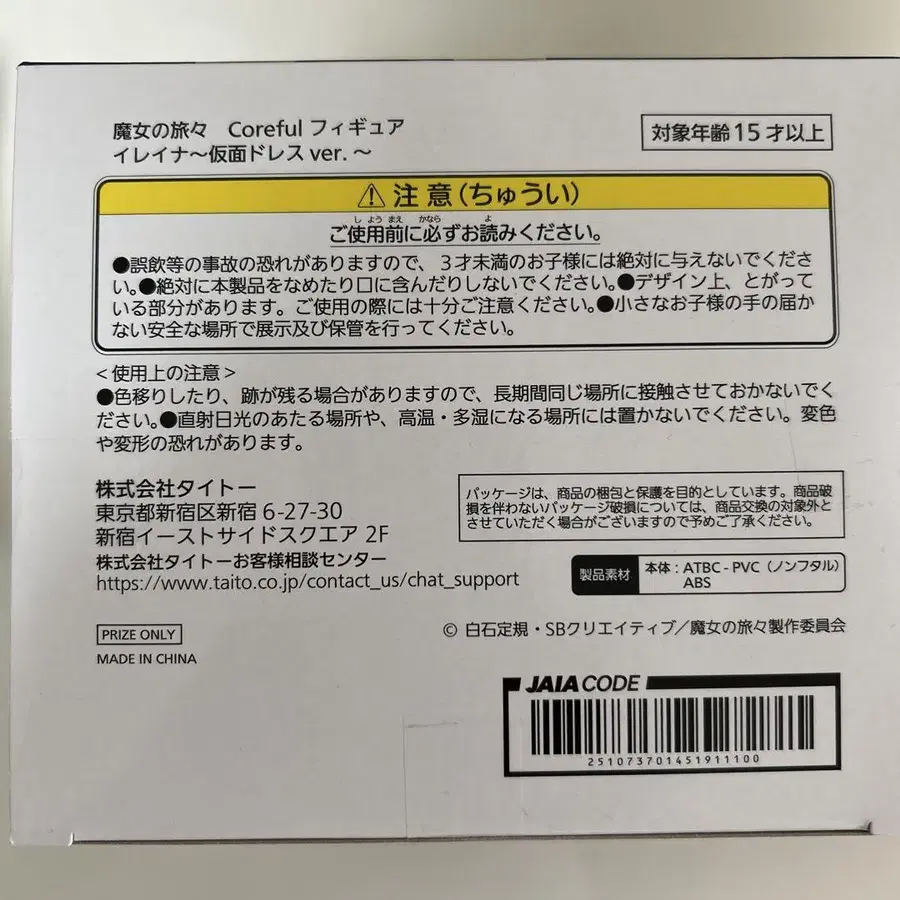 魔女の旅々 Coreful フィギュア
イレイナ～仮面ドレスver.～
対象年齢15才以上
⚠注意(ちゅうい)
しようまえ かなら よ
ご使用前に必ずお読みください。
●誤飲等の事故の恐れがありますので、3才未満のお子様には絶対に与えないでくださ
い。●絶対に本製品をなめたり口に含んだりしないでください。●デザイン上、とがって
いる部分があります。ご使用の際には十分ご注意ください。●小さなお子様の手の届か
ない安全な場所で展示及び保管を行ってください。
<使用上の注意>
●色移りしたり、跡が残る場合がありますので、長期間同じ場所に接触させておかないでく
ださい。●直射日光のあたる場所や、高温・多湿になる場所には置かないでください。変色
や変形の恐れがあります。
株式会社タイトー
東京都新宿区新宿6-27-30
新宿イーストサイドスクエア 2F
株式会社タイトーお客様相談センター
https://www.taito.co.jp/contact_us/chat_support
パッケージは、商品の梱包と保護を目的としています。商品破
損を伴わないパッケージ破損については、商品交換の対象外と
させていただく場合がございますので予めご了承ください。
製品素材
本体：ATBC-PVC（ノンフタル）
ABS
PRIZE ONLY
MADE IN CHINA
© 白石定規・SBクリエイティブ／魔女の旅々製作委員会
JAIA CODE
251073701451911100